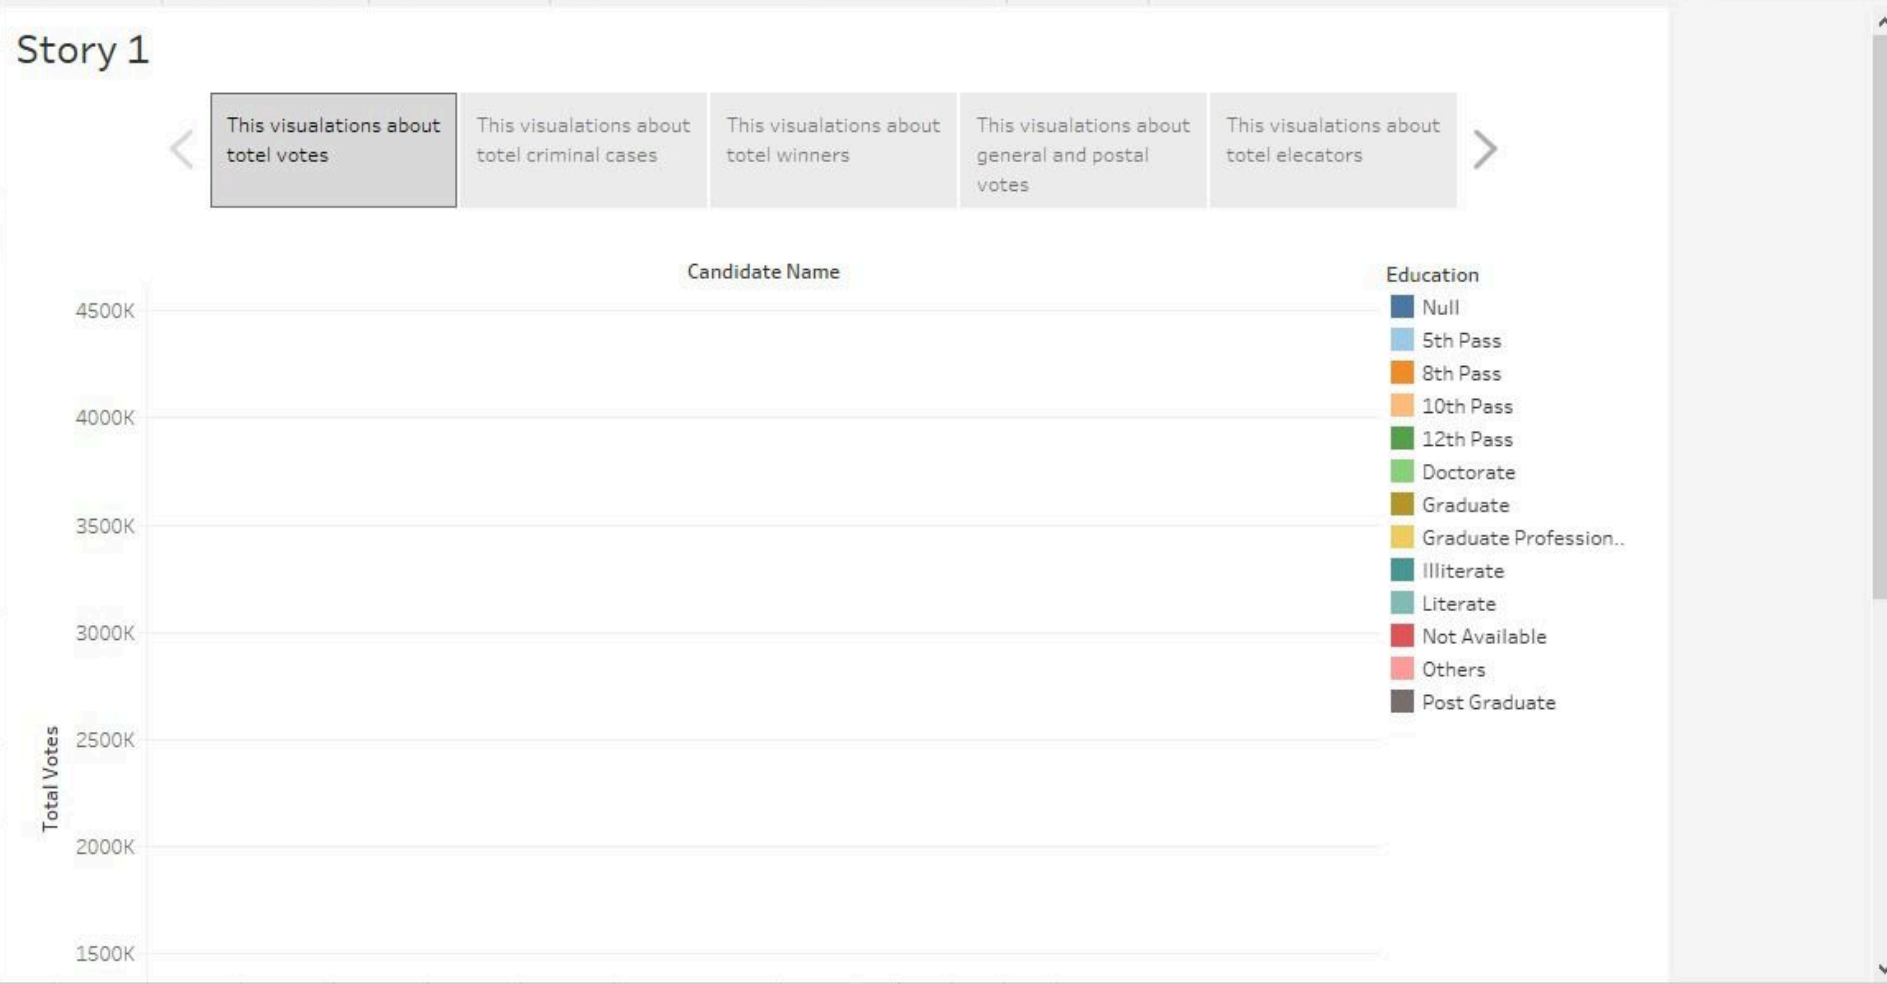 Story 1
This visualations about
totel votes
This visualations about
totel criminal cases
This visualations about
totel winners
This visualations about
general and postal
votes
This visualations about
totel elecators
Candidate Name
4500K
4000K
3500K
3000K
2500K
2000K
1500K
Total Votes
Education
Null
5th Pass
8th Pass
10th Pass
12th Pass
Doctorate
Graduate
Graduate Profession..
Illiterate
Literate
Not Available
Others
Post Graduate